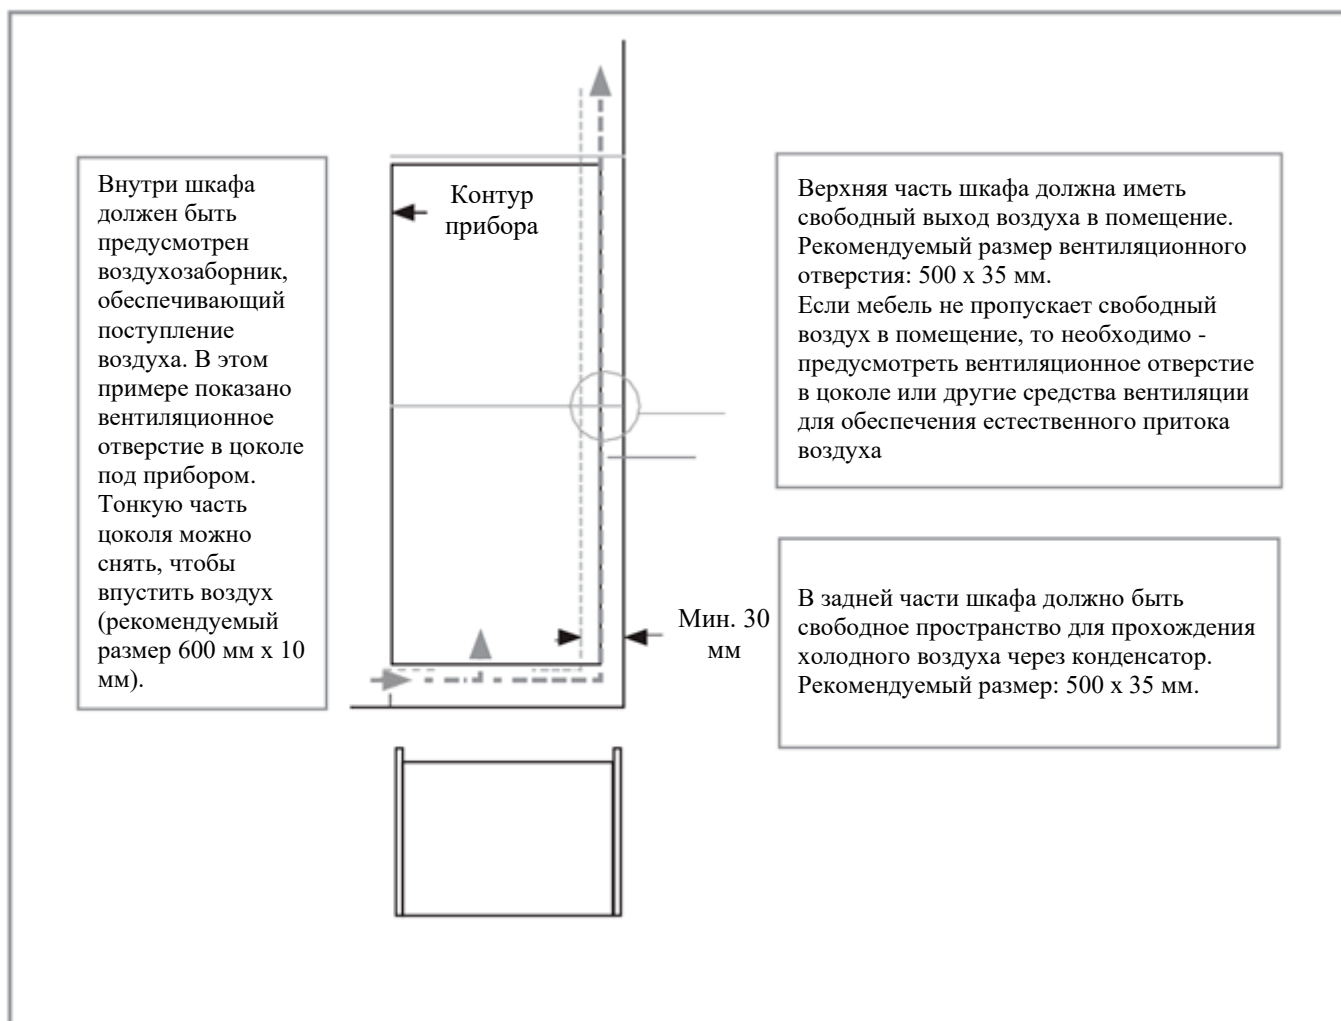 Внутри шкафа
должен быть
предусмотрен
воздухозаборник,
обеспечивающий
поступление
воздуха. В этом
примере показано
вентиляционное
отверстие в цоколе
под прибором.
Тонкую часть
цоколя можно
снять, чтобы
впустить воздух
(рекомендуемый
размер 600 мм x 10
мм).
Контур
прибора
Мин. 30
мм
Верхняя часть шкафа должна иметь
свободный выход воздуха в помещение.
Рекомендуемый размер вентиляционного
отверстия: 500 x 35 мм.
Если мебель не пропускает свободный
воздух в помещение, то необходимо -
предусмотреть вентиляционное отверстие
в цоколе или другие средства вентиляции
для обеспечения естественного притока
воздуха
В задней части шкафа должно быть
свободное пространство для прохождения
холодного воздуха через конденсатор.
Рекомендуемый размер: 500 x 35 мм.